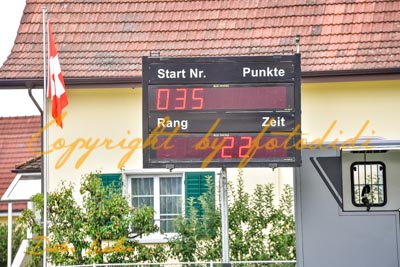 Start Nr. Punkte
035
Rang Zeit
22
Copyright by fotodidi